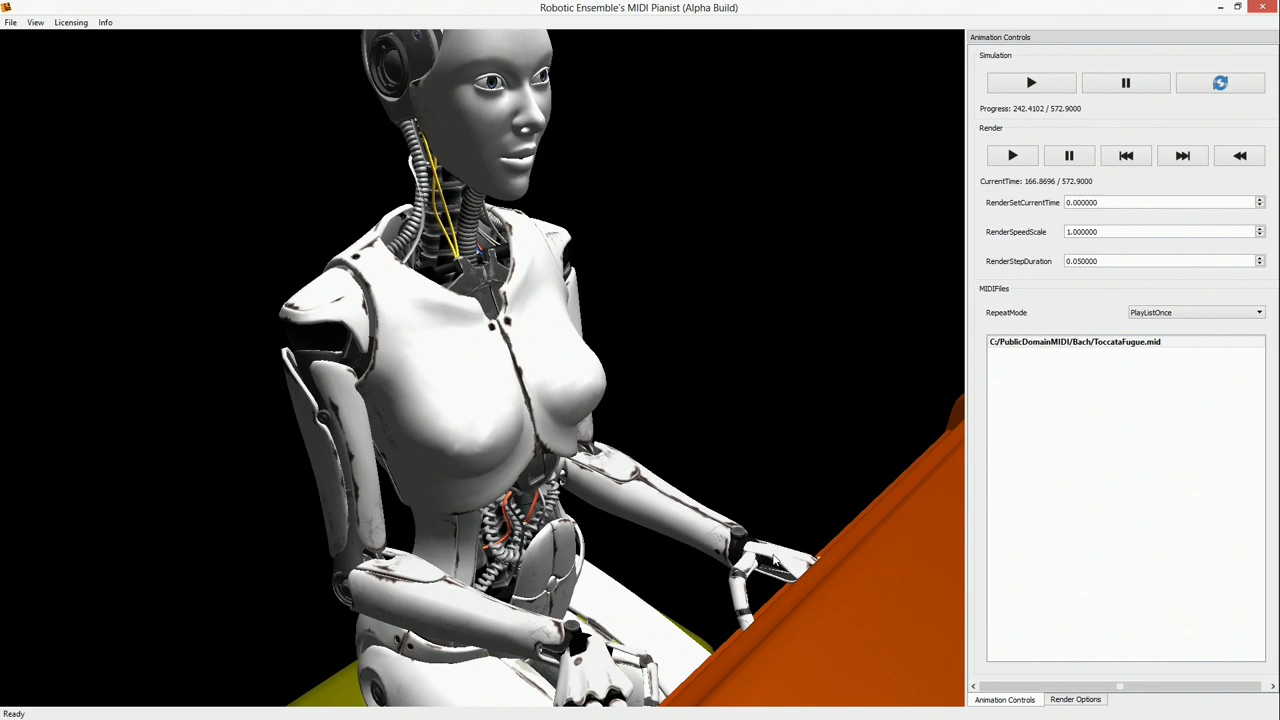 Robotic Ensemble's MIDI Pianist (Alpha Build)
File View Licensing Info
Animation Controls
Simulation
Progress: 242.4102 / 572.9000
Render
CurrentTime: 166.8696 / 572.9000
RenderSetCurrentTime 0.000000
RenderSpeedScale 1.000000
RenderStepDuration 0.050000
MIDIFiles
RepeatMode PlayListOnce
C:/PublicDomainMIDI/Bach/ToccataFugue.mid
Animation Controls Render Options
Ready